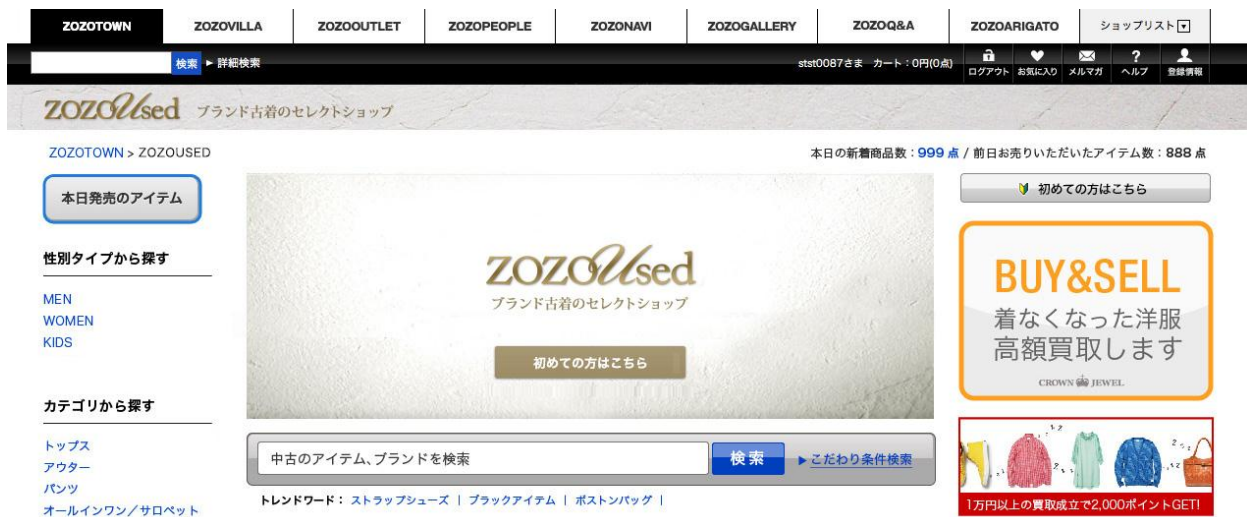 ZOZOTOWN ZOZOVILLA ZOZOOUTLET ZOZOPEOPLE ZOZONAVI ZOZOGALLERY ZOZOQ&A ZOZOARIGATO ショップリスト
検索 詳細検索 stst0087さま カート:0円(0点) ログアウト お気に入り メルマガ ? ヘルプ 登録情報
ZOZOUsed ブランド古着のセレクトショップ
ZOZOTOWN > ZOZOUSED
本日の新着商品数:999 点 / 前日お売りいただいたアイテム数:888 点
本日発売のアイテム
性別タイプから探す
MEN
WOMEN
KIDS
カテゴリから探す
トップス
アウター
パンツ
オールインワン/サロペット
ZOZOUsed
ブランド古着のセレクトショップ
初めての方はこちら
中古のアイテム、ブランドを検索 検索 こだわり条件検索
トレンドワード: ストラップシューズ | ブラックアイテム | ボストンバッグ |
初めての方はこちら
BUY&SELL
着なくなった洋服
高額買取します
CROWN JEWEL
1万円以上の買取成立で2,000ポイントGET!